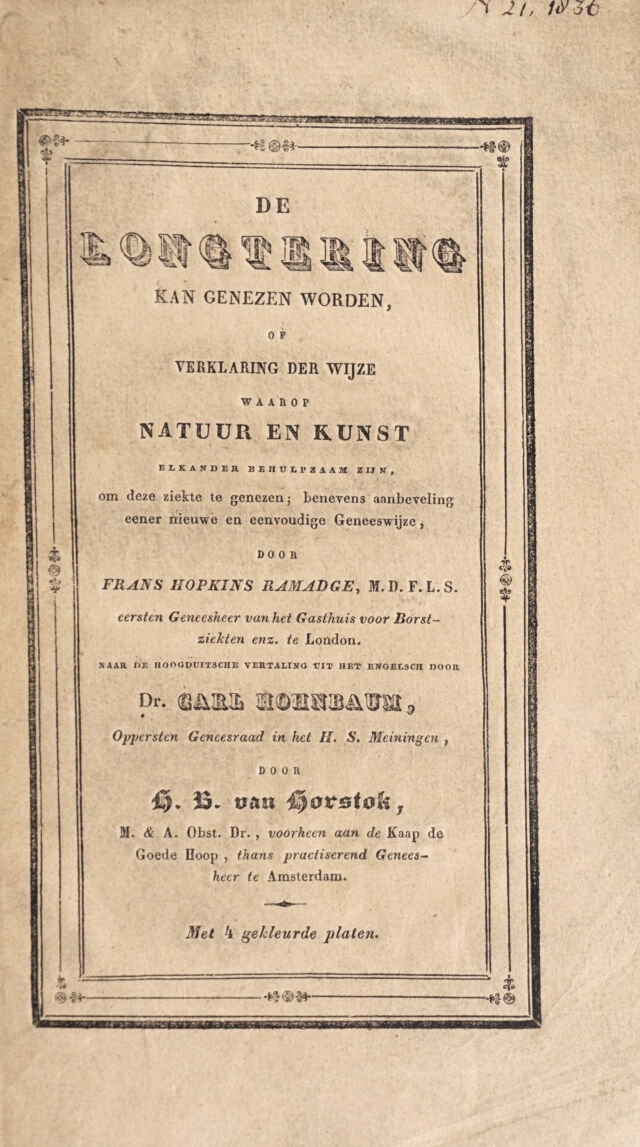 N 21, 1836
DE
LONGTERING
KAN GENEZEN WORDEN,
OF
VERKLARING DER WIJZE
WAAROP
NATUUR EN KUNST
ELKANDER BEHULPZAAM ZIJN,
om deze ziekte te genezen; benevens aanbeveling
eener nieuwe en eenvoudige Geneeswijze,
DOOR
FRANS HOPKINS RAMADGE, M.D. F.L.S.
eersten Geneesheer van het Gasthuis voor Borst-
ziekten enz. te London.
NAAR DE HOOGDUITSCHE VERTALING UIT HET ENGELSCH DOOR
Dr. CARL HOHNBAUM,
Oppersten Geneesraad in het H. S. Meiningen,
DOOR
H. B. van Horstok,
M. & A. Obst. Dr., voorheen aan de Kaap de
Goede Hoop, thans practiserend Genees-
heer te Amsterdam.
Met 4 gekleurde platen.